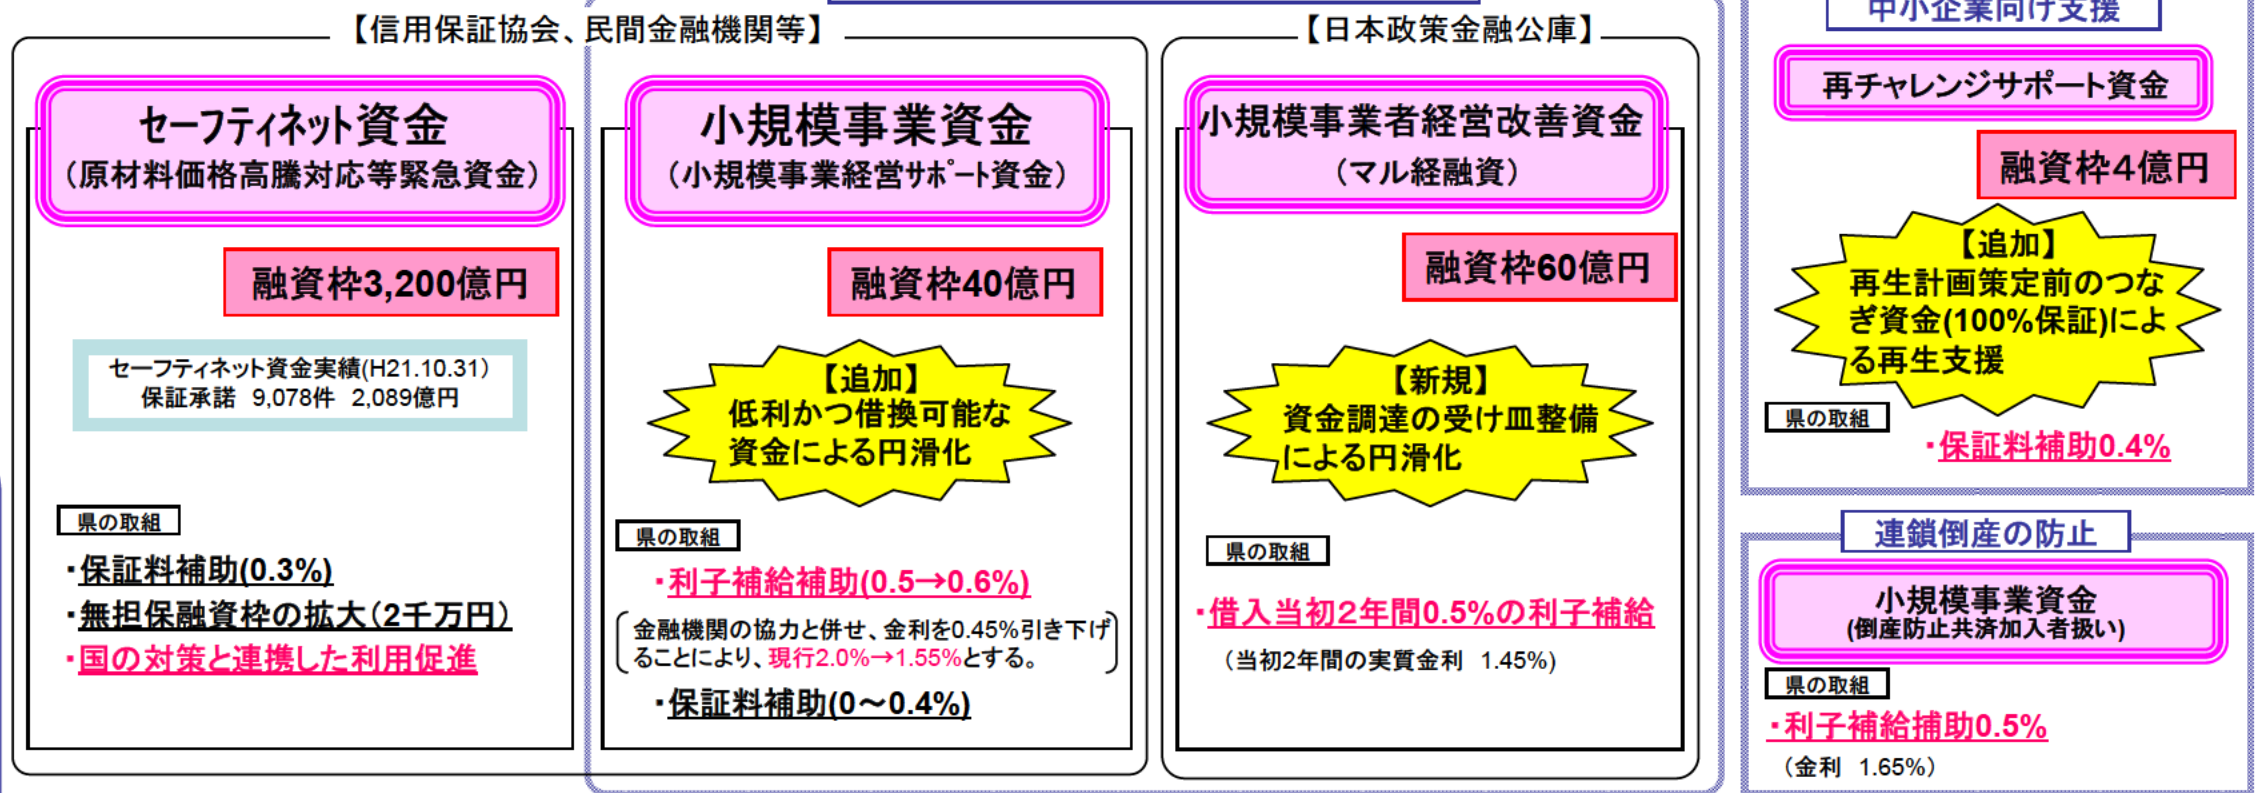 【信用保証協会、民間金融機関等】
セーフティネット資金
（原材料価格高騰対応等緊急資金）
融資枠3,200億円
セーフティネット資金実績(H21.10.31)
保証承諾 9,078件 2,089億円
県の取組
・保証料補助(0.3%)
・無担保融資枠の拡大（2千万円）
・国の対策と連携した利用促進
小規模事業資金
（小規模事業経営ｻﾎﾟｰﾄ資金）
融資枠40億円
【追加】
低利かつ借換可能な
資金による円滑化
県の取組
・利子補給補助(0.5→0.6%)
金融機関の協力と併せ、金利を0.45%引き下げ
ることにより、現行2.0%→1.55%とする。
・保証料補助(0～0.4%)
【日本政策金融公庫】
小規模事業者経営改善資金
（マル経融資）
融資枠60億円
【新規】
資金調達の受け皿整備
による円滑化
県の取組
・借入当初２年間0.5%の利子補給
（当初2年間の実質金利 1.45%）
中小企業向け支援
再チャレンジサポート資金
融資枠４億円
【追加】
再生計画策定前のつな
ぎ資金(100%保証)によ
る再生支援
県の取組
・保証料補助0.4%
連鎖倒産の防止
小規模事業資金
(倒産防止共済加入者扱い)
県の取組
・利子補給捕助0.5%
（金利 1.65%）